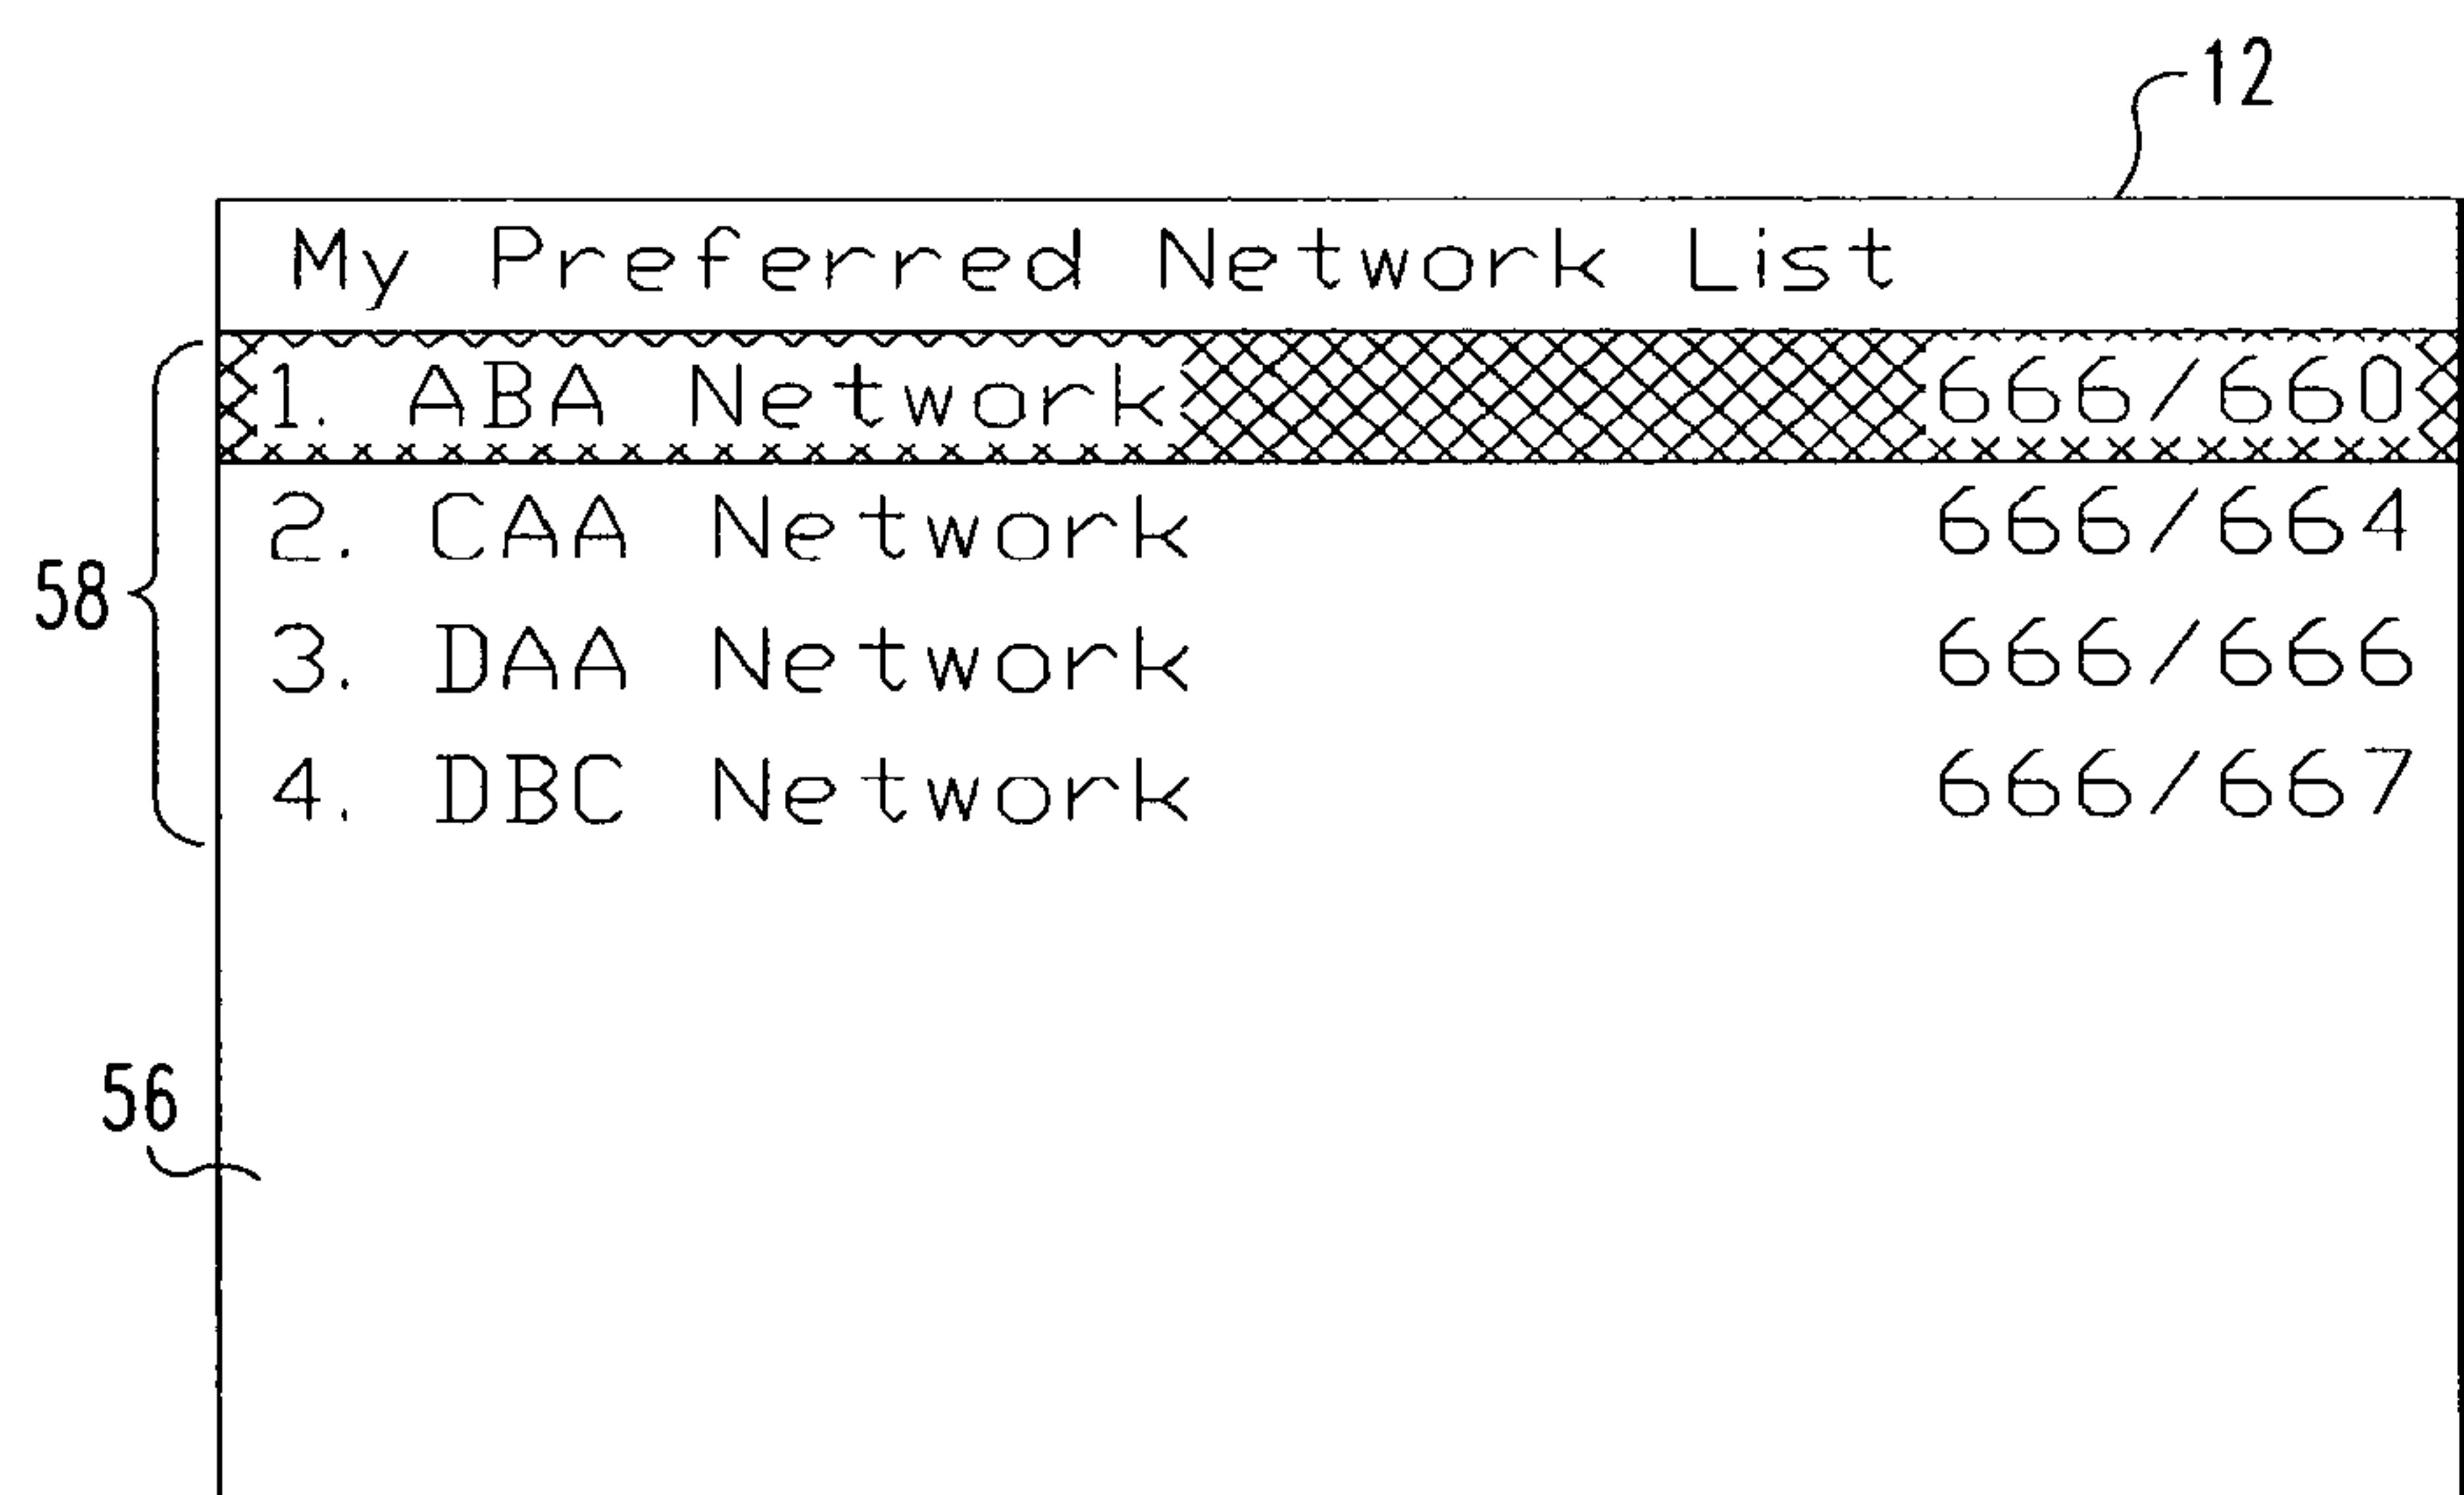 12
My Preferred Network List
1. ABA Network 666/660
2. CAA Network 666/664
58
3. DAA Network 666/666
4. DBC Network 666/667
56